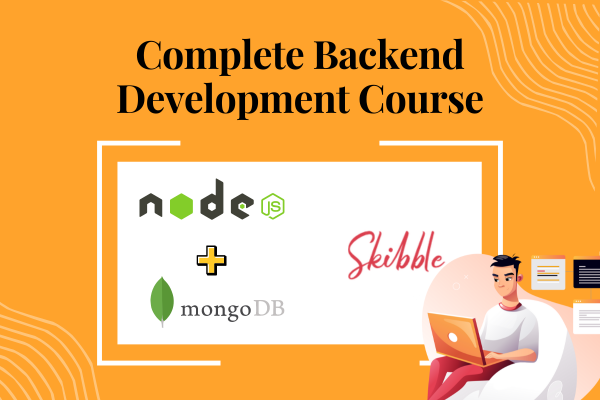 Complete Backend
Development Course
node
JS
Skibble
mongoDB